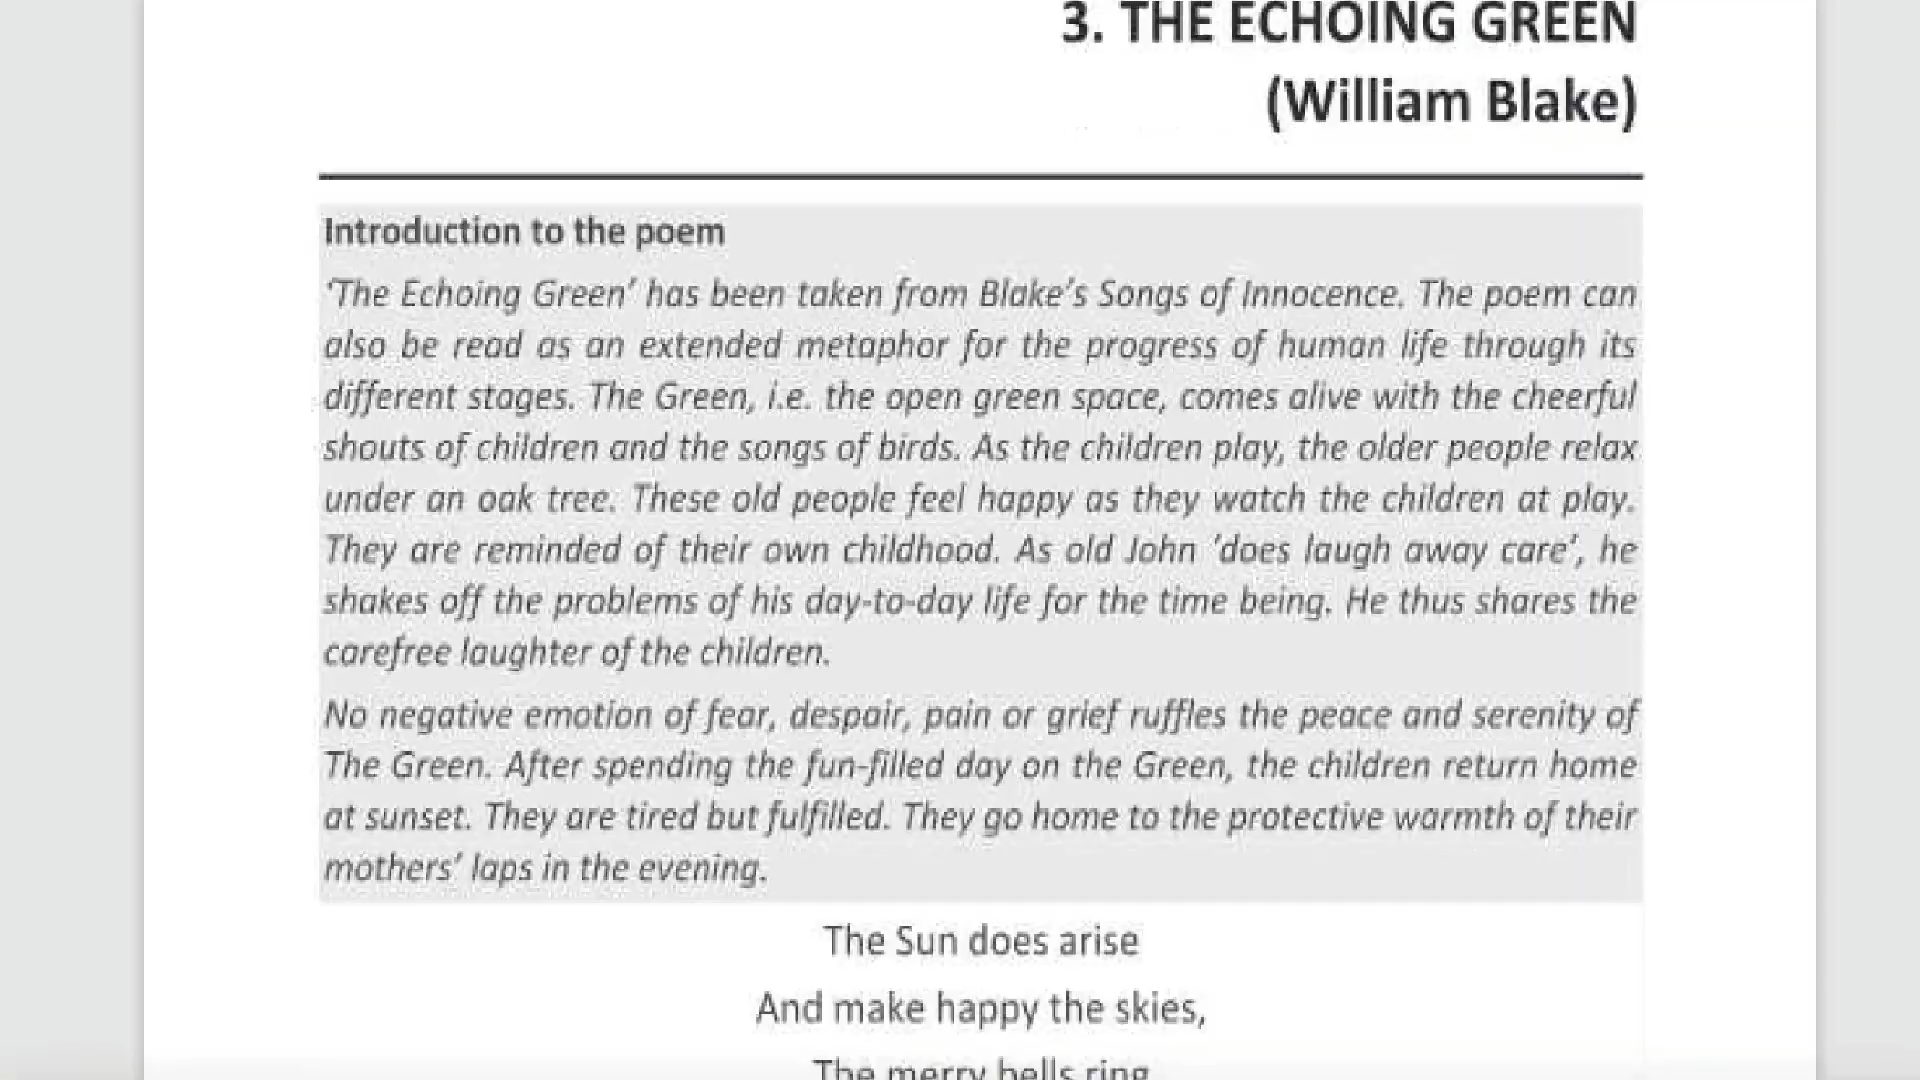 3. THE ECHOING GREEN
(William Blake)
Introduction to the poem
‘The Echoing Green’ has been taken from Blake’s Songs of Innocence. The poem can
also be read as an extended metaphor for the progress of human life through its
different stages. The Green, i.e. the open green space, comes alive with the cheerful
shouts of children and the songs of birds. As the children play, the older people relax
under an oak tree. These old people feel happy as they watch the children at play.
They are reminded of their own childhood. As old John ‘does laugh away care’, he
shakes off the problems of his day-to-day life for the time being. He thus shares the
carefree laughter of the children.
No negative emotion of fear, despair, pain or grief ruffles the peace and serenity of
The Green. After spending the fun-filled day on the Green, the children return home
at sunset. They are tired but fulfilled. They go home to the protective warmth of their
mothers’ laps in the evening.
The Sun does arise
And make happy the skies,
The merry bells ring